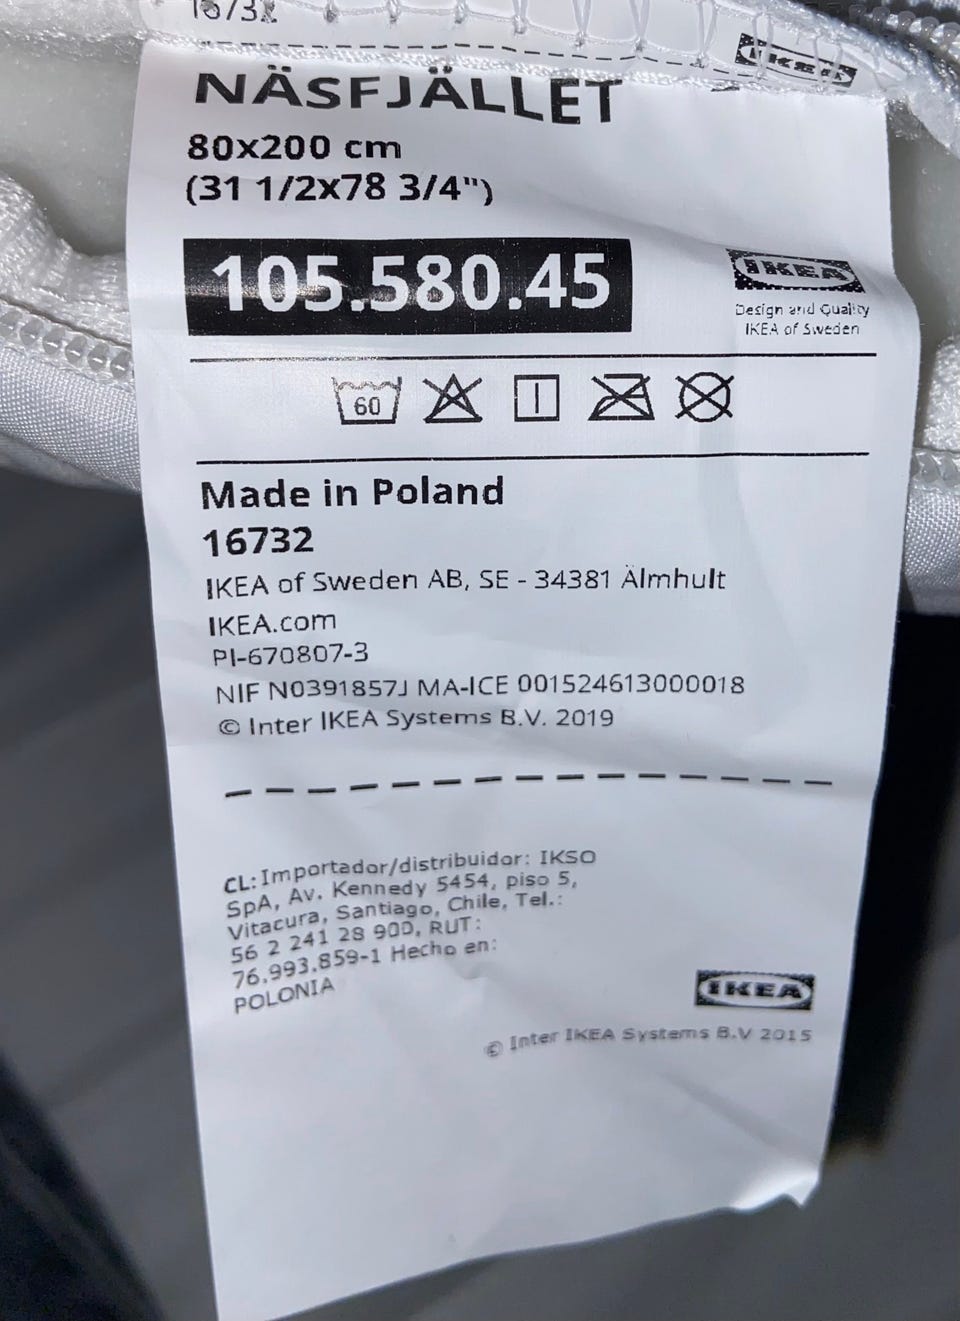 16732
IKEA
NÄSFJÄLLET
80x200 cm
(31 1/2x78 3/4")
105.580.45
IKEA
Design and Quality
IKEA of Sweden
60
Made in Poland
16732
IKEA of Sweden AB, SE - 34381 Älmhult
IKEA.com
PI-670807-3
NIF N0391857J MA-ICE 001524613000018
© Inter IKEA Systems B.V. 2019
CL: Importador/distribuidor: IKSO
SpA, Av. Kennedy 5454, piso 5,
Vitacura, Santiago, Chile, Tel.:
56 2 241 28 900, RUT:
76.993.859-1 Hecho en:
POLONIA
IKEA
© Inter IKEA Systems B.V 2015